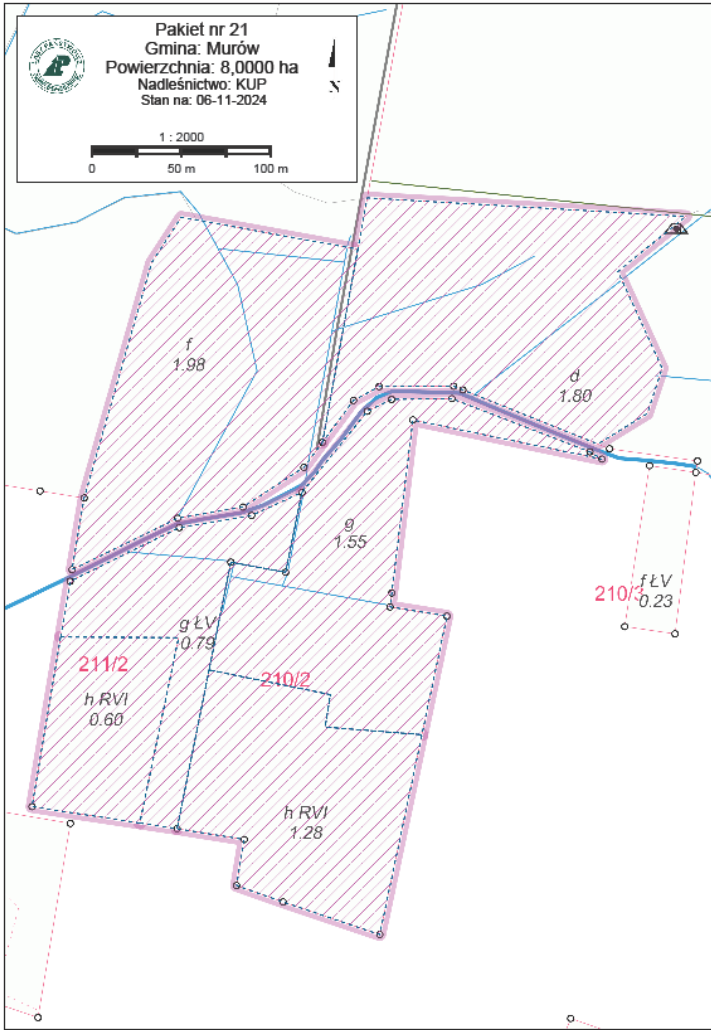 Pakiet nr 21
Gmina: Murów
Powierzchnia: 8,0000 ha
Nadleśnictwo: KUP
Stan na: 06-11-2024
N
1 : 2000
0 50 m 100 m
f
1.98
d
1.80
g
1.55
f ŁV
0.23
210/3
g ŁV
0.79
211/2
210/2
h RVI
0.60
h RVI
1.28